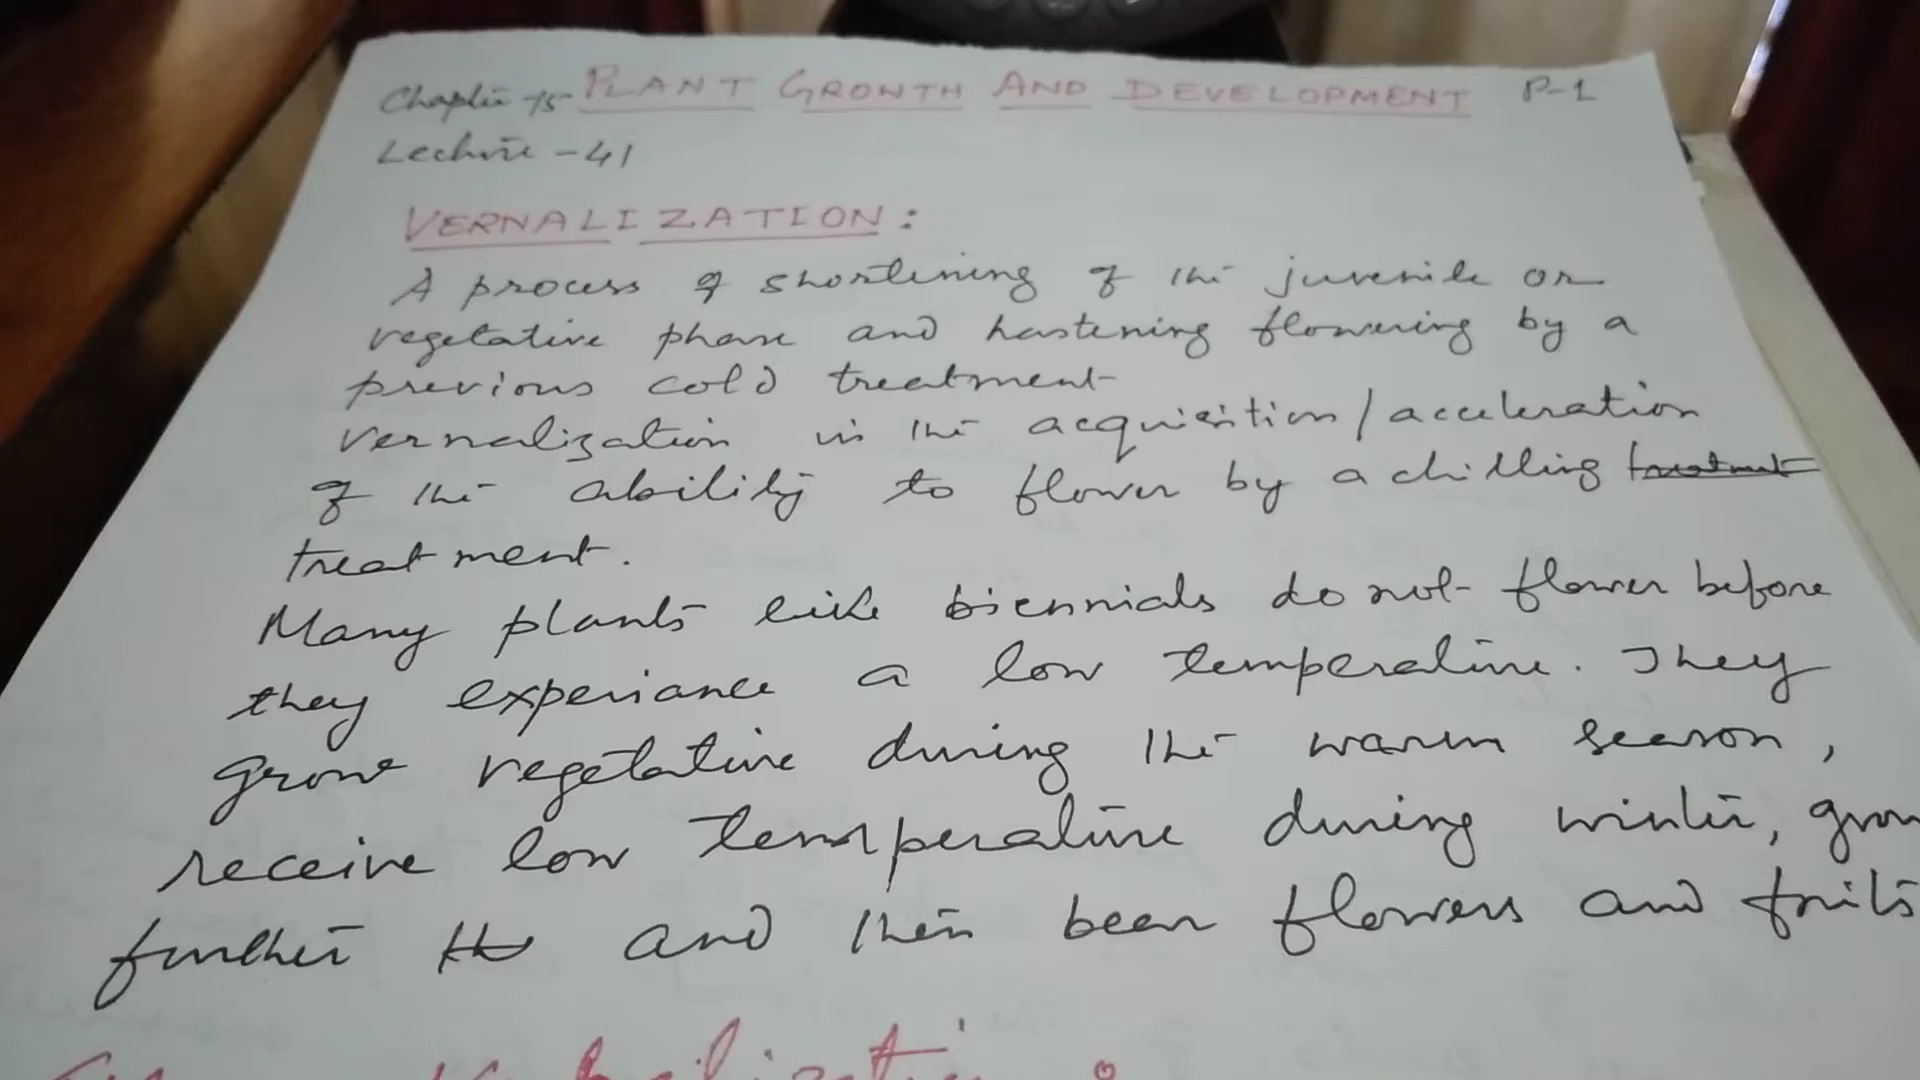 Chapter 15 PLANT GROWTH AND DEVELOPMENT P-1
Lecture - 41
VERNALIZATION:
A process of shortening of the juvenile or
vegetative phase and hastening flowering by a
previous cold treatment
Vernalization is the acquisition/acceleration
of the ability to flower by a chilling treatment
treatment.
Many plants like biennials do not flower before
they experiance a low temperature. They
grow vegetative during the warm season,
receive low temperature during winter, grow
further and then bear flowers and fruits